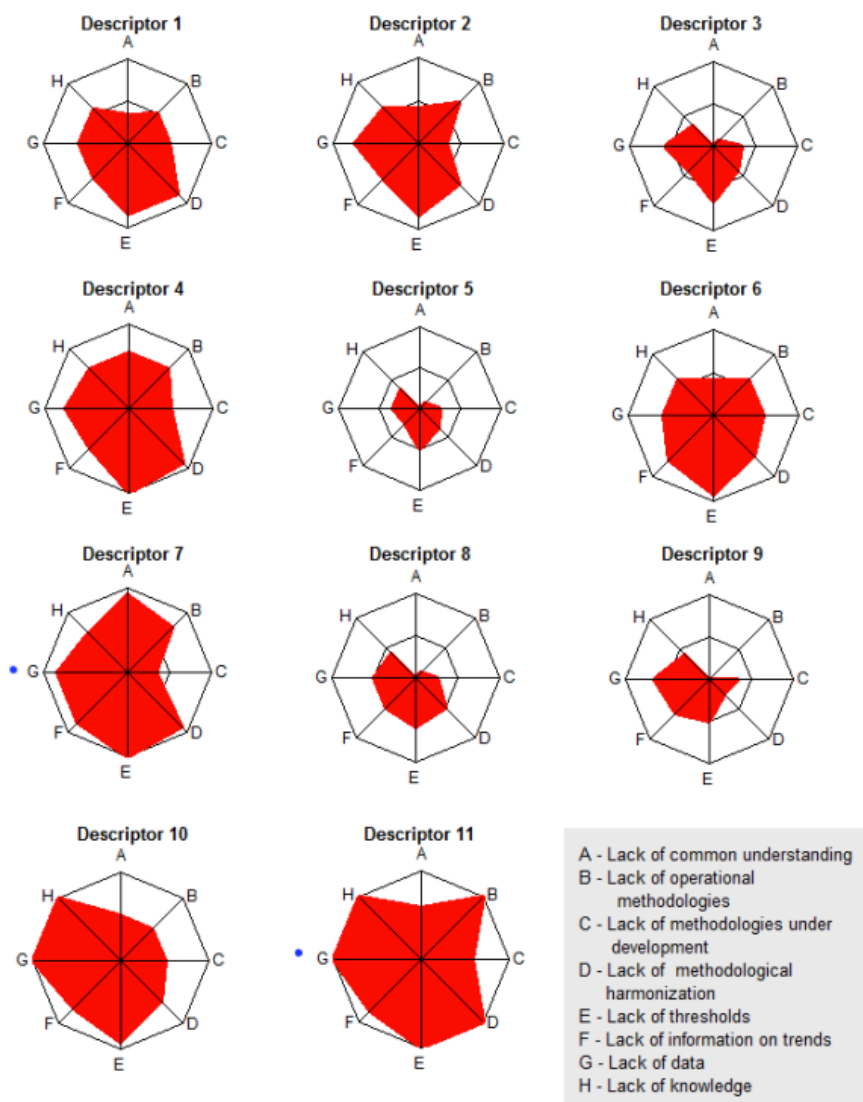 Descriptor 1
A
H
B
G
C
F
D
E
Descriptor 2
A
H
B
G
C
F
D
E
Descriptor 3
A
H
B
G
C
F
D
E
Descriptor 4
A
H
B
G
C
F
D
E
Descriptor 5
A
H
B
G
C
F
D
E
Descriptor 6
A
H
B
G
C
F
D
E
Descriptor 7
A
H
B
G
C
F
D
E
Descriptor 8
A
H
B
G
C
F
D
E
Descriptor 9
A
H
B
G
C
F
D
E
Descriptor 10
A
H
B
G
C
F
D
E
Descriptor 11
A
H
B
G
C
F
D
E
A - Lack of common understanding
B - Lack of operational
methodologies
C - Lack of methodologies under
development
D - Lack of methodological
harmonization
E - Lack of thresholds
F - Lack of information on trends
G - Lack of data
H - Lack of knowledge